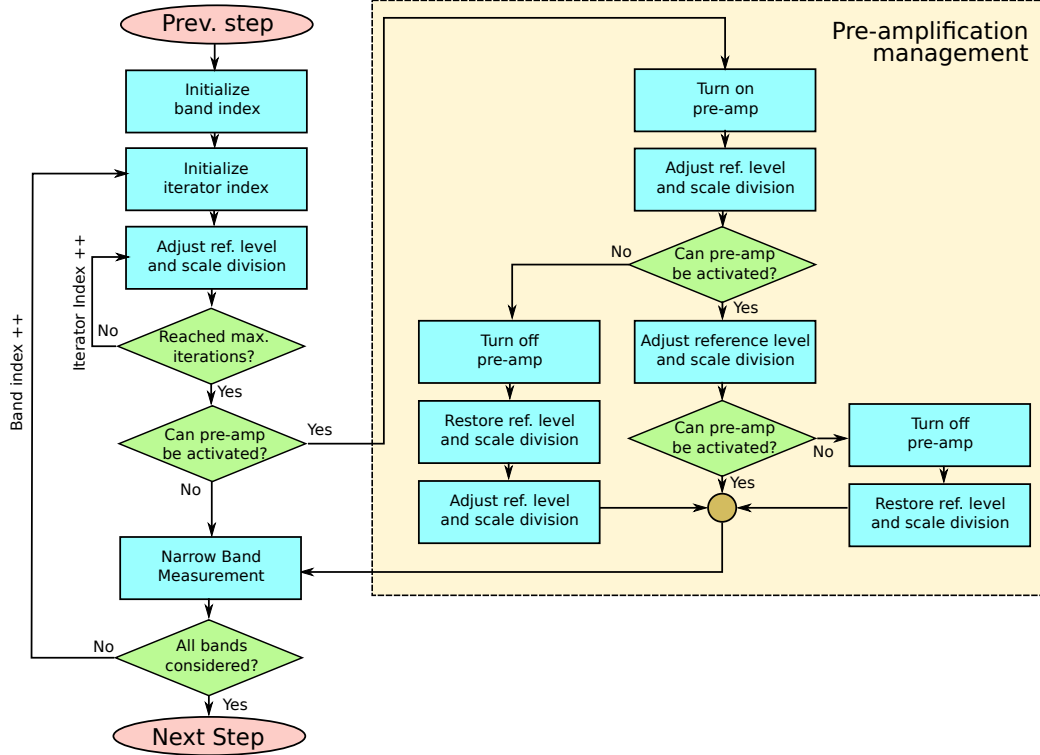 Prev. step
Initialize
band index
Initialize
iterator index
Adjust ref. level
and scale division
Iterator Index ++
No
Reached max.
iterations?
Yes
Band index ++
Can pre-amp
be activated?
Yes
No
Narrow Band
Measurement
No
All bands
considered?
Yes
Next Step
Pre-amplification
management
Turn on
pre-amp
Adjust ref. level
and scale division
No
Can pre-amp
be activated?
Yes
Turn off
pre-amp
Restore ref. level
and scale division
Adjust ref. level
and scale division
Adjust reference level
and scale division
Can pre-amp
be activated?
No
Yes
Turn off
pre-amp
Restore ref. level
and scale division